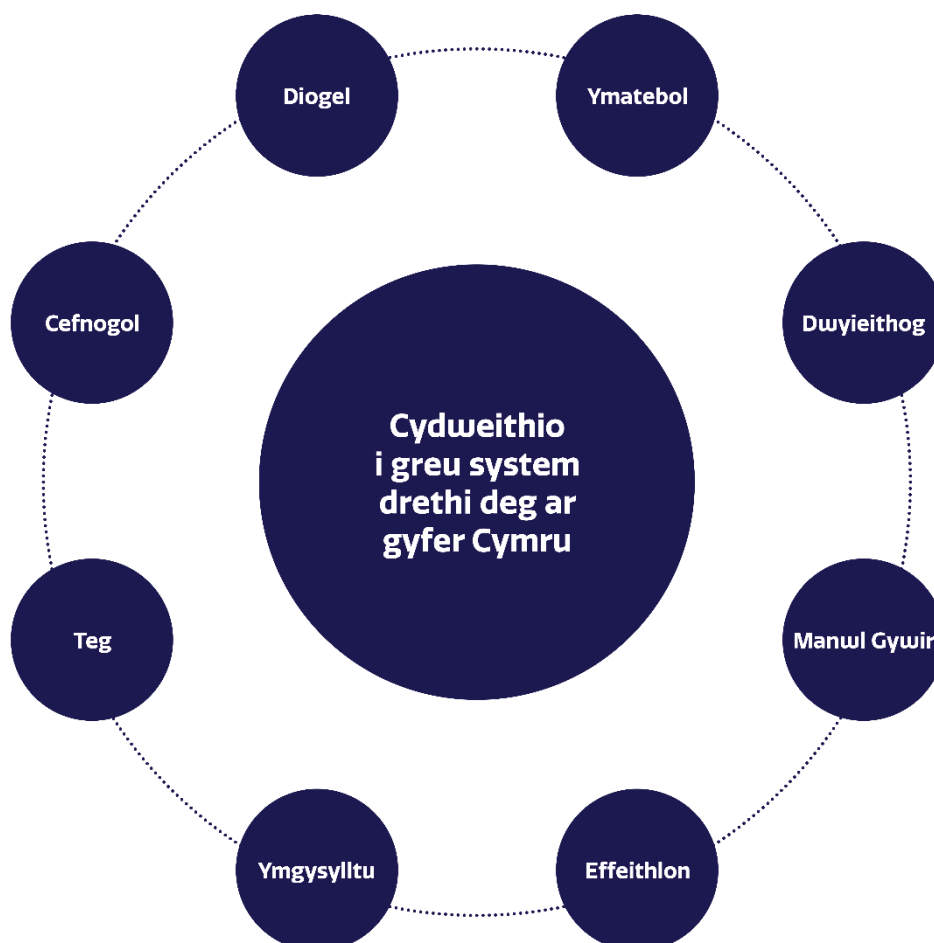 Diogel
Ymatebol
Cefnogol
Dwyieithog
Cydweithio
i greu system
drethi deg ar
gyfer Cymru
Teg
Manwl Gywir
Ymgysylltu
Effeithlon